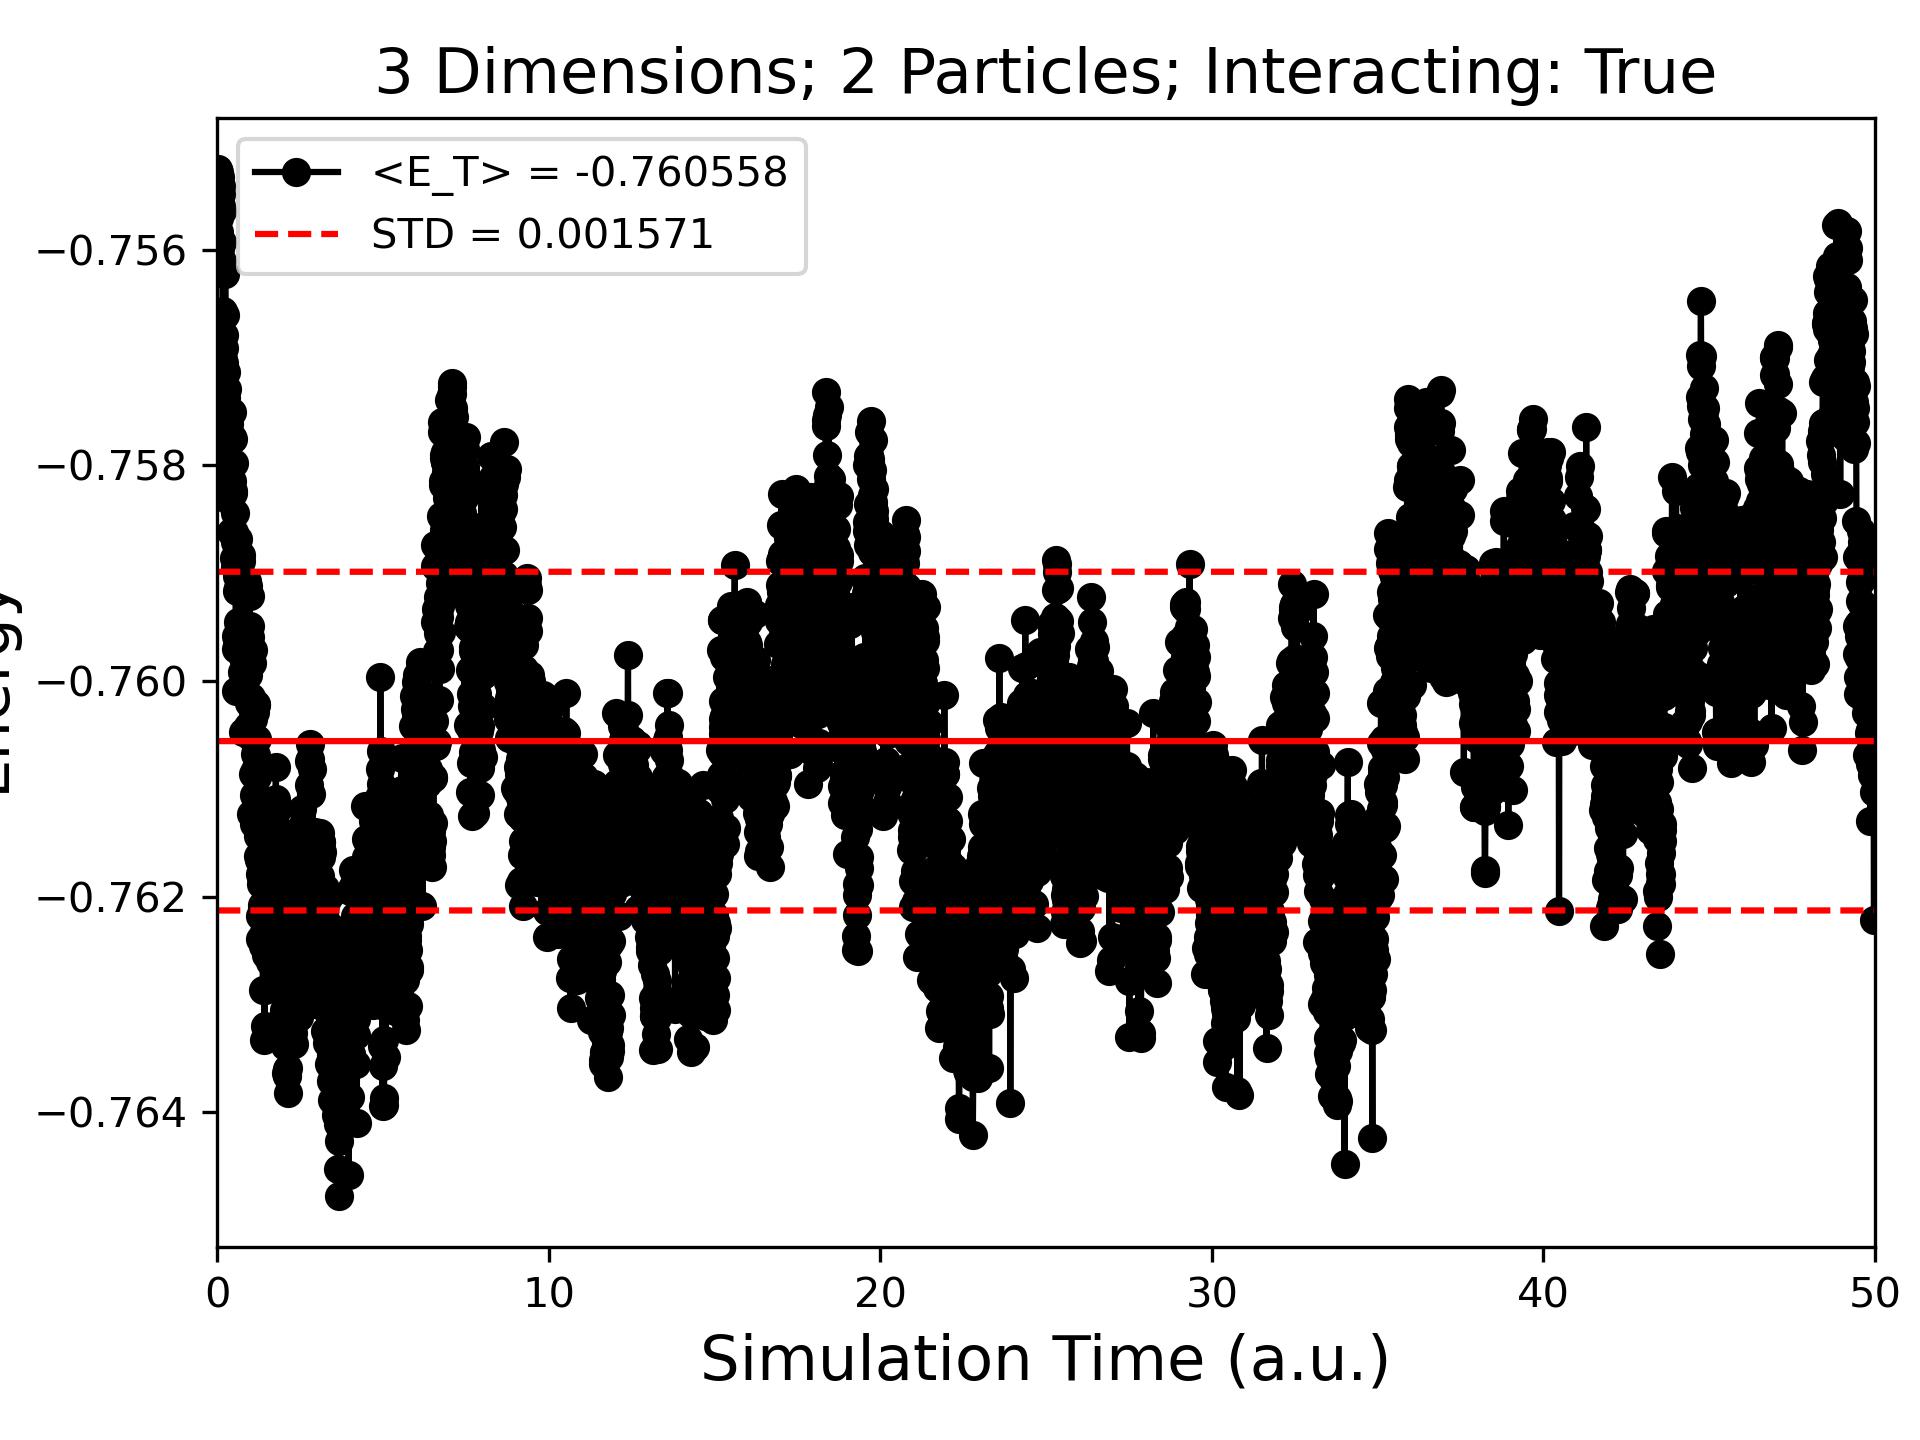 3 Dimensions; 2 Particles; Interacting: True
<E_T> = -0.760558
STD = 0.001571
Energy
−0.756
−0.758
−0.760
−0.762
−0.764
0 10 20 30 40 50
Simulation Time (a.u.)